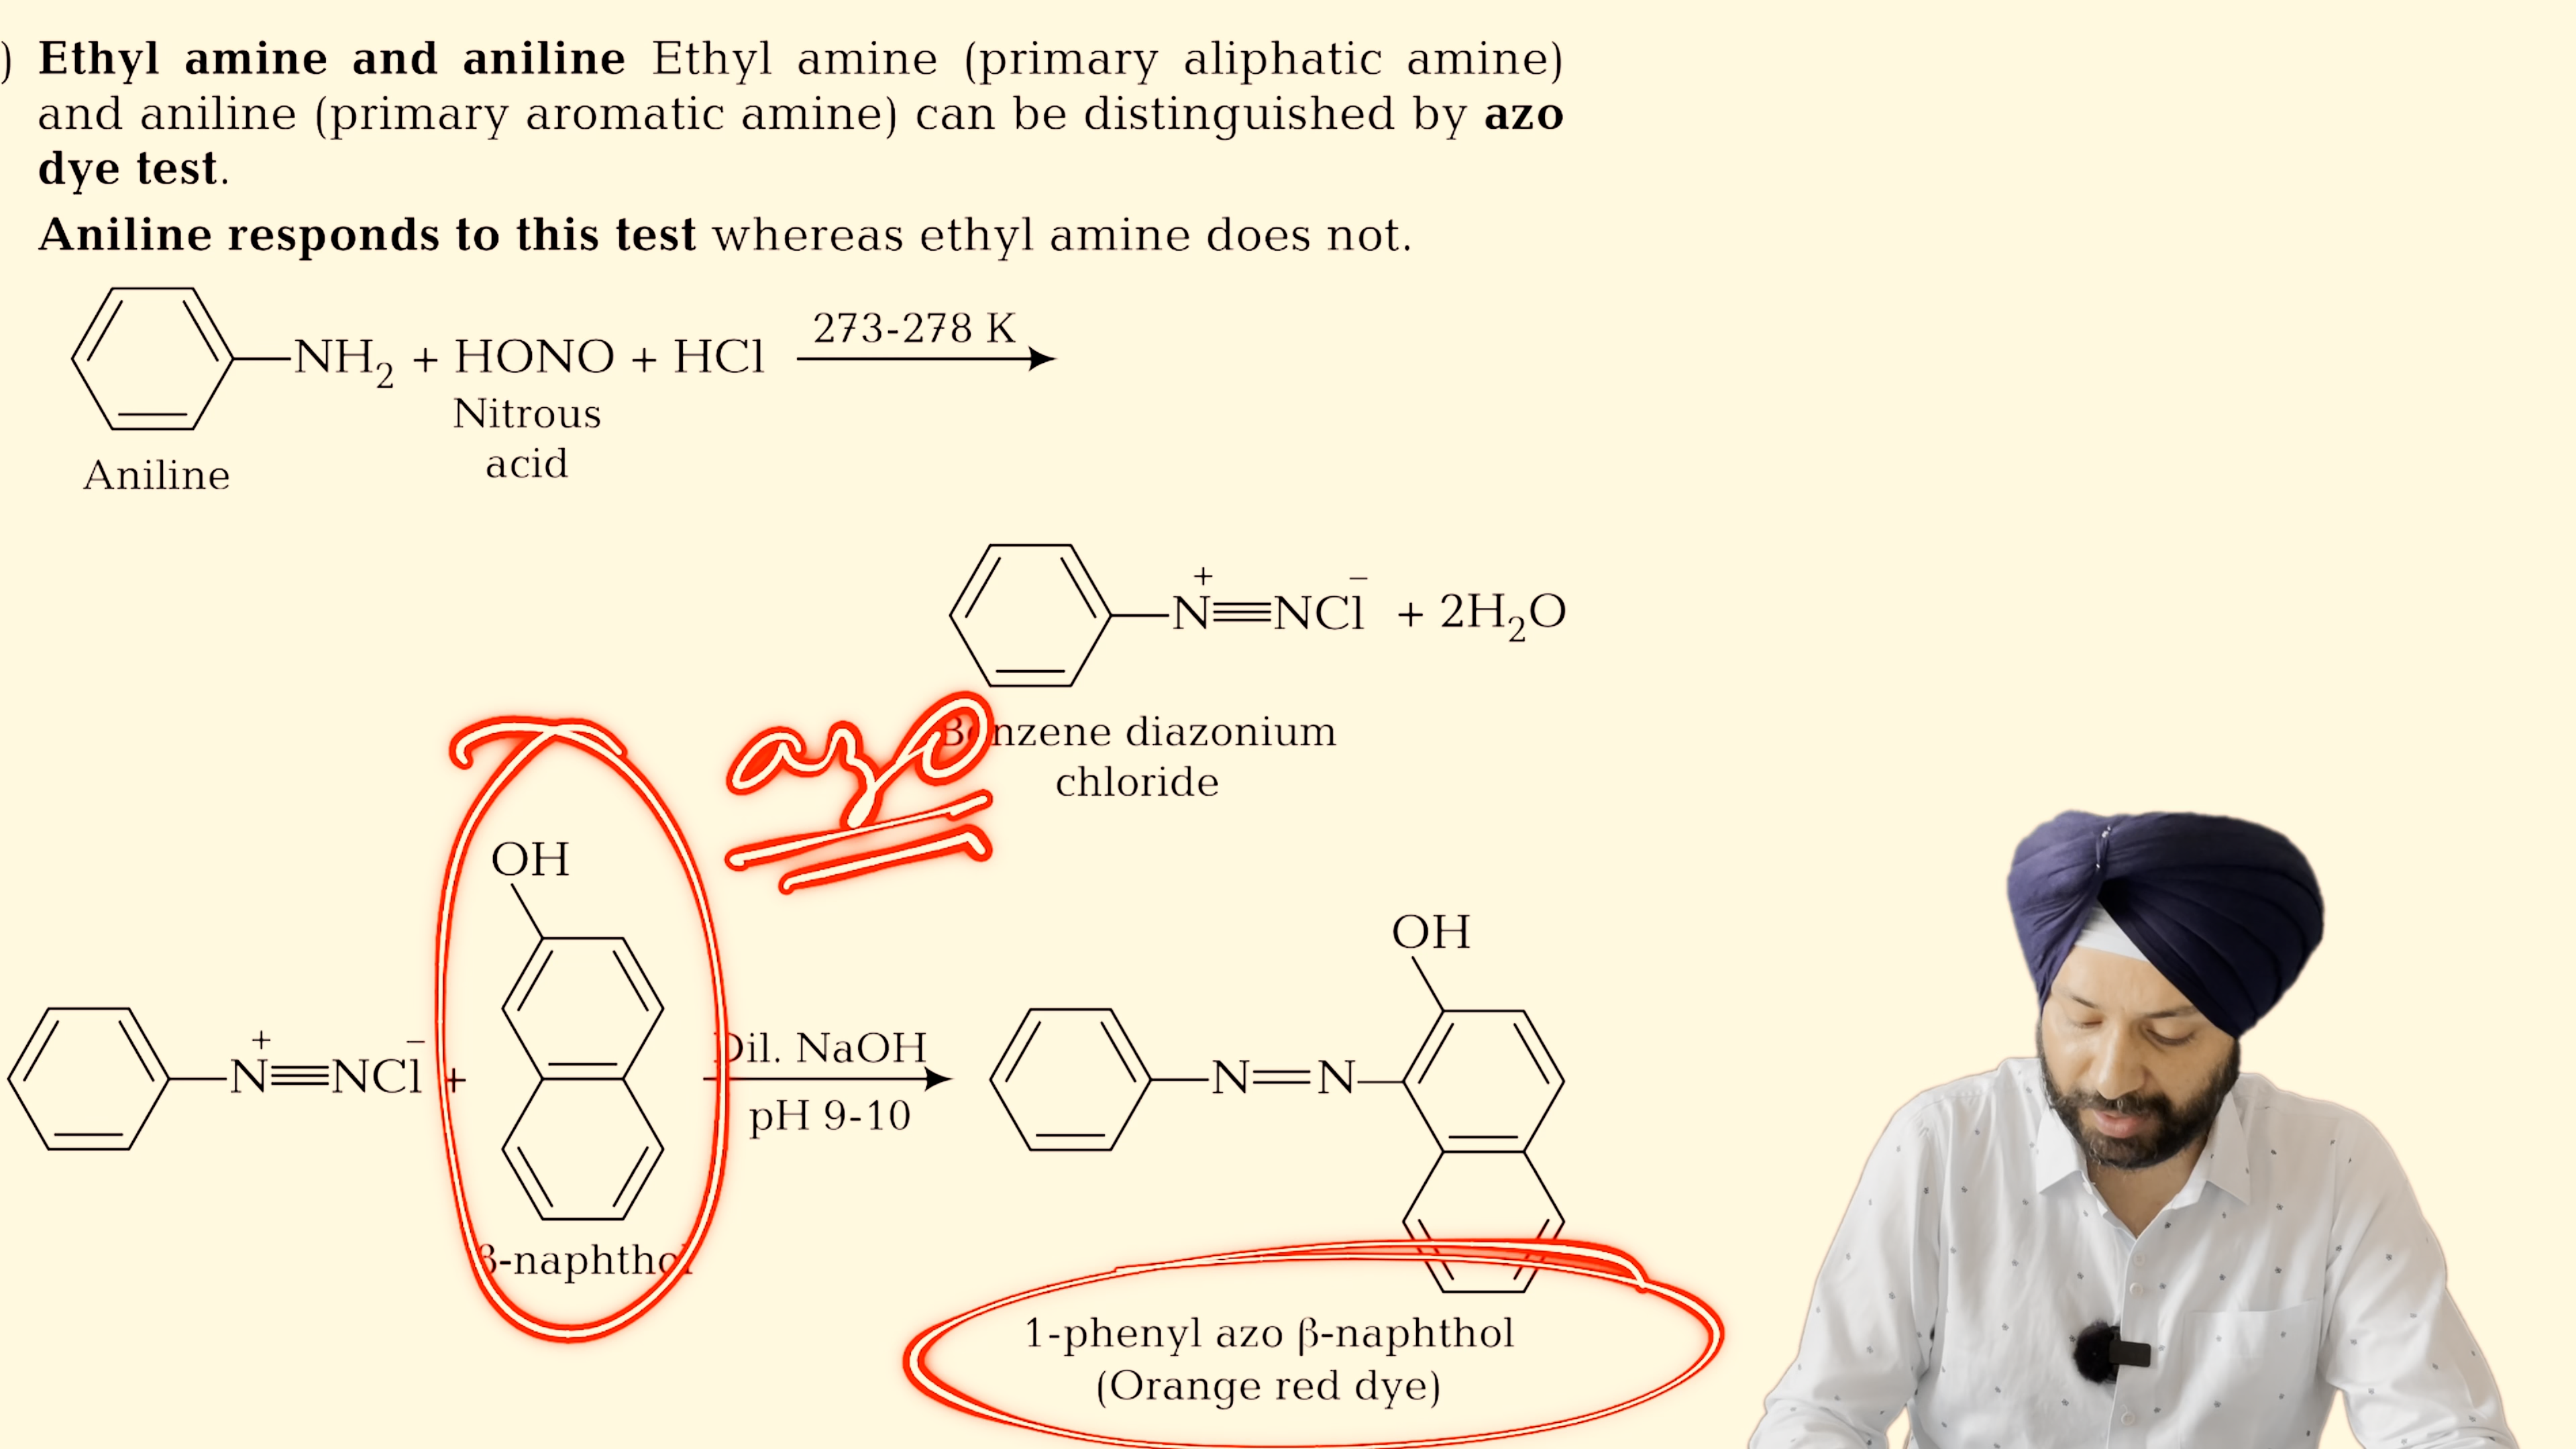 ) Ethyl amine and aniline Ethyl amine (primary aliphatic amine)
and aniline (primary aromatic amine) can be distinguished by azo
dye test.
Aniline responds to this test whereas ethyl amine does not.
NH₂ + HONO + HCl 273-278 K
Nitrous
acid
Aniline
N⁺≡NCl⁻ + 2H₂O
azo
Benzene diazonium
chloride
OH
OH
N⁺≡NCl⁻ +
Dil. NaOH
pH 9-10
N=N
β-naphthol
1-phenyl azo β-naphthol
(Orange red dye)